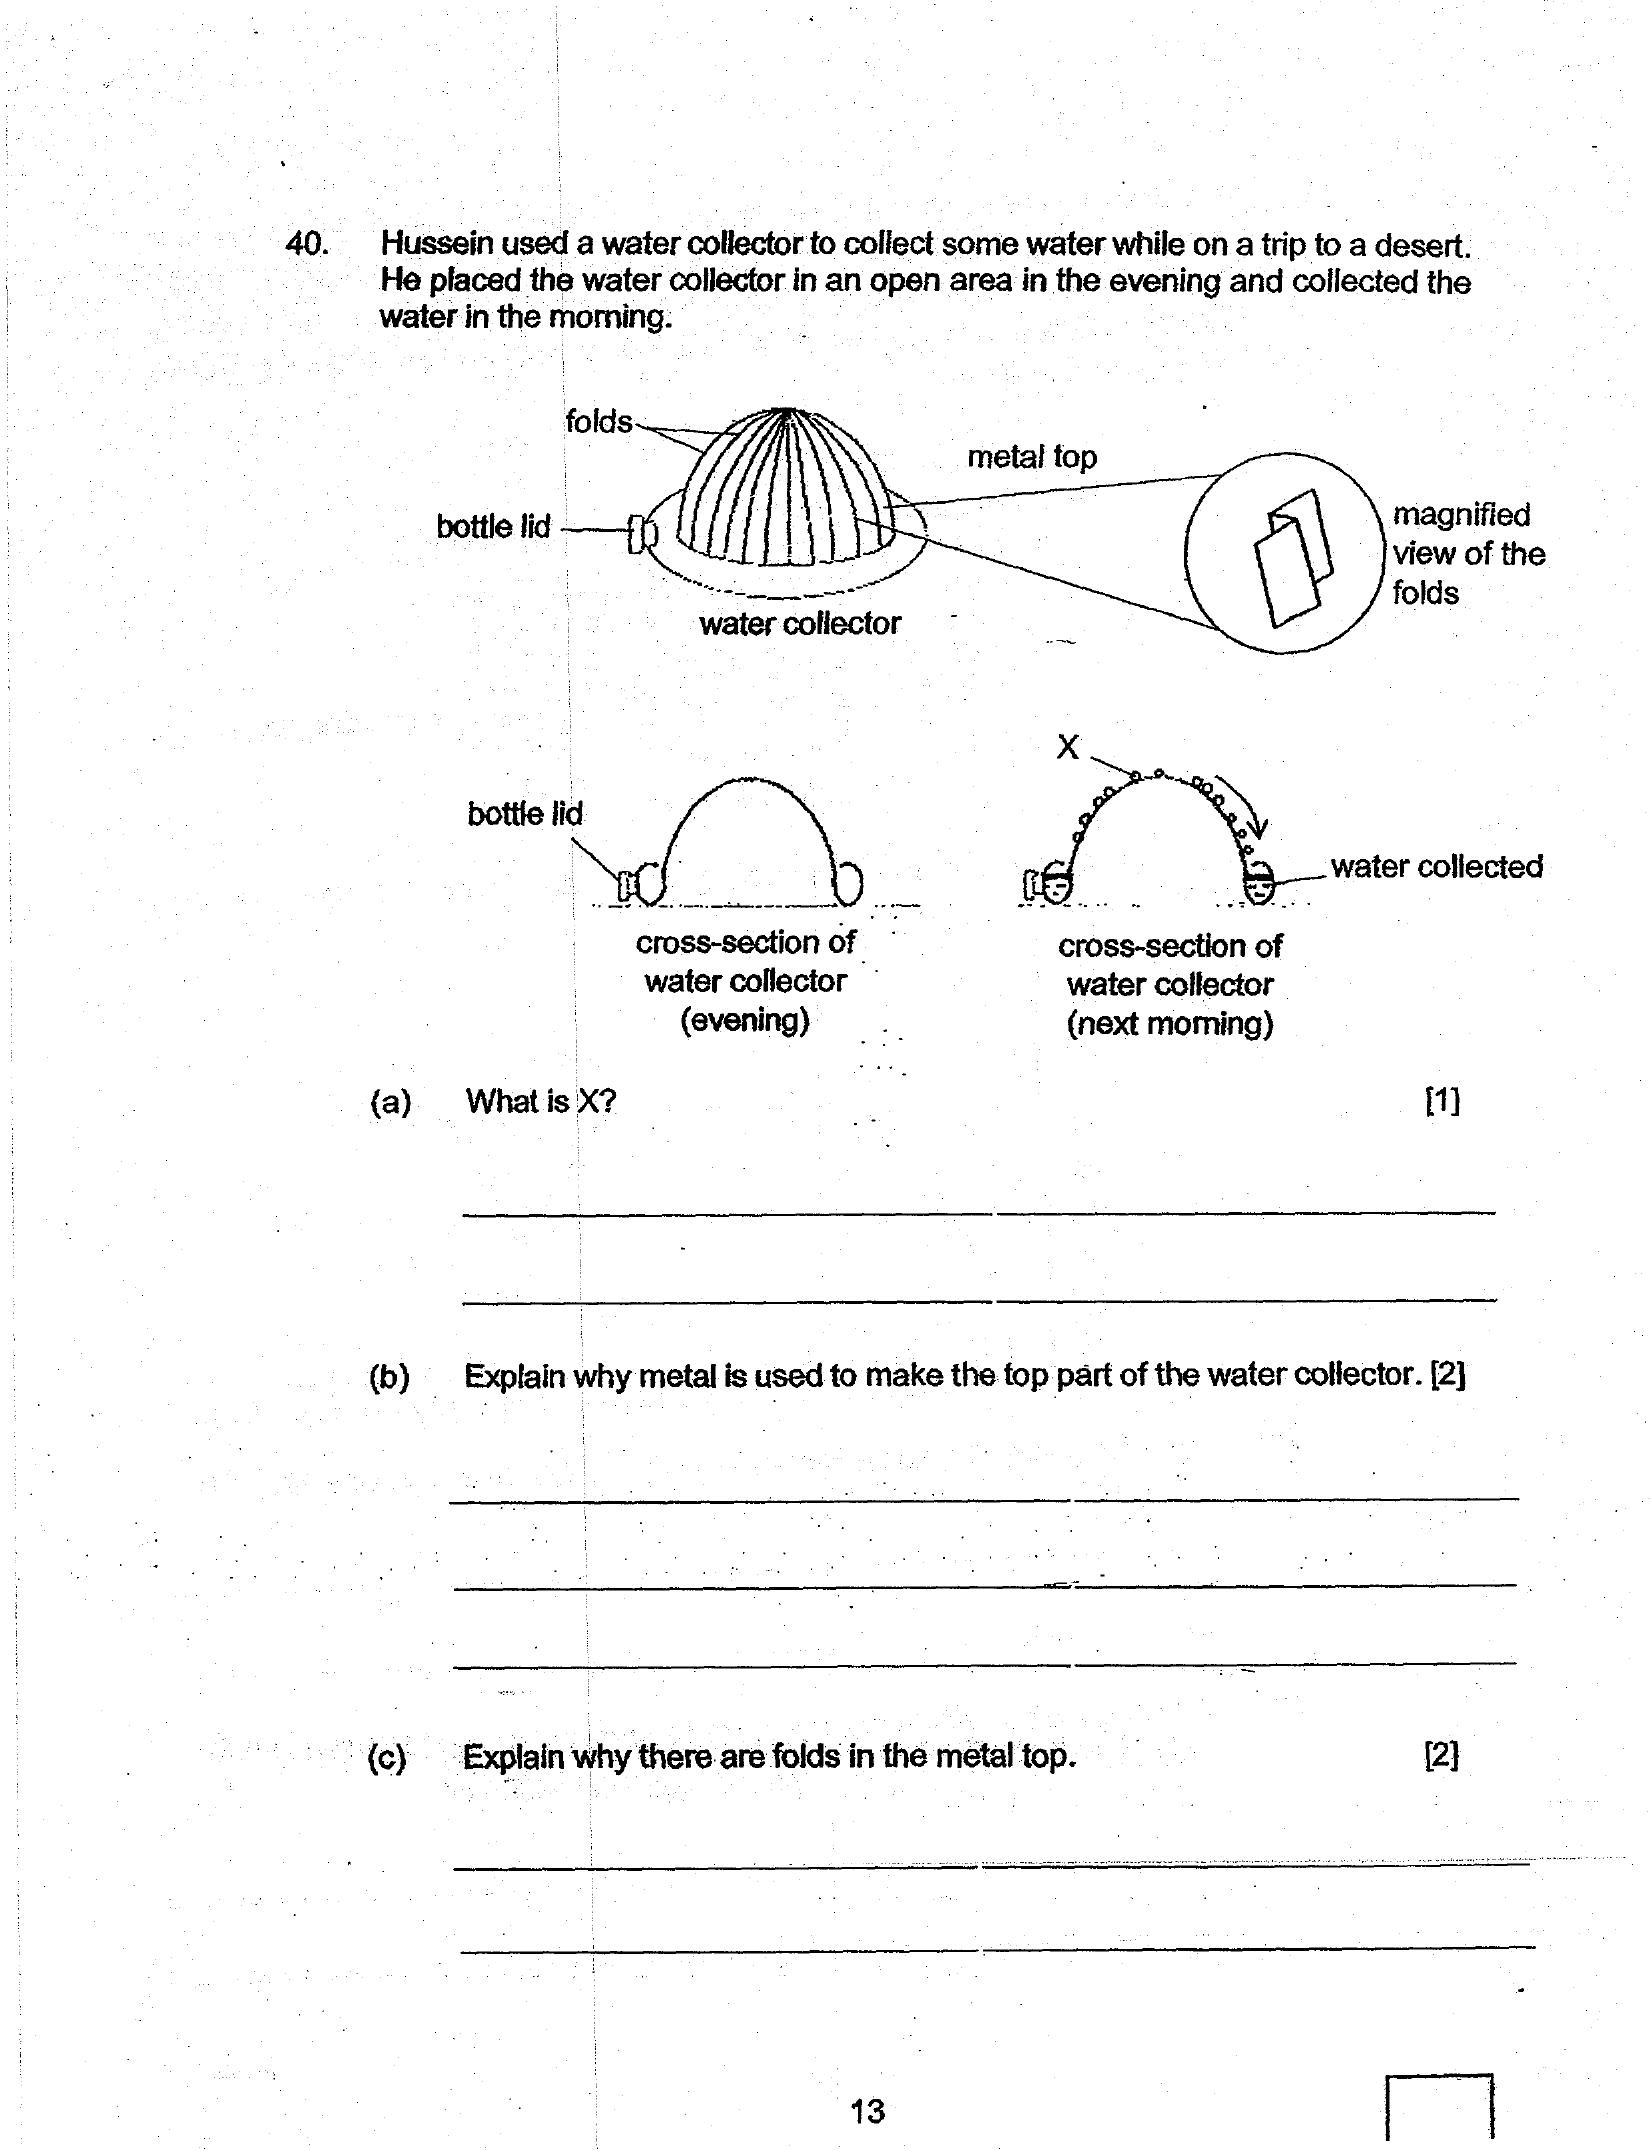 40. Hussein used a water collector to collect some water while on a trip to a desert.
He placed the water collector in an open area in the evening and collected the
water in the morning.
folds
metal top
bottle lid
magnified
view of the
folds
water collector
X
bottle lid
water collected
cross-section of
water collector
(evening)
cross-section of
water collector
(next morning)
(a) What is X? [1]
(b) Explain why metal is used to make the top part of the water collector. [2]
(c) Explain why there are folds in the metal top. [2]
13